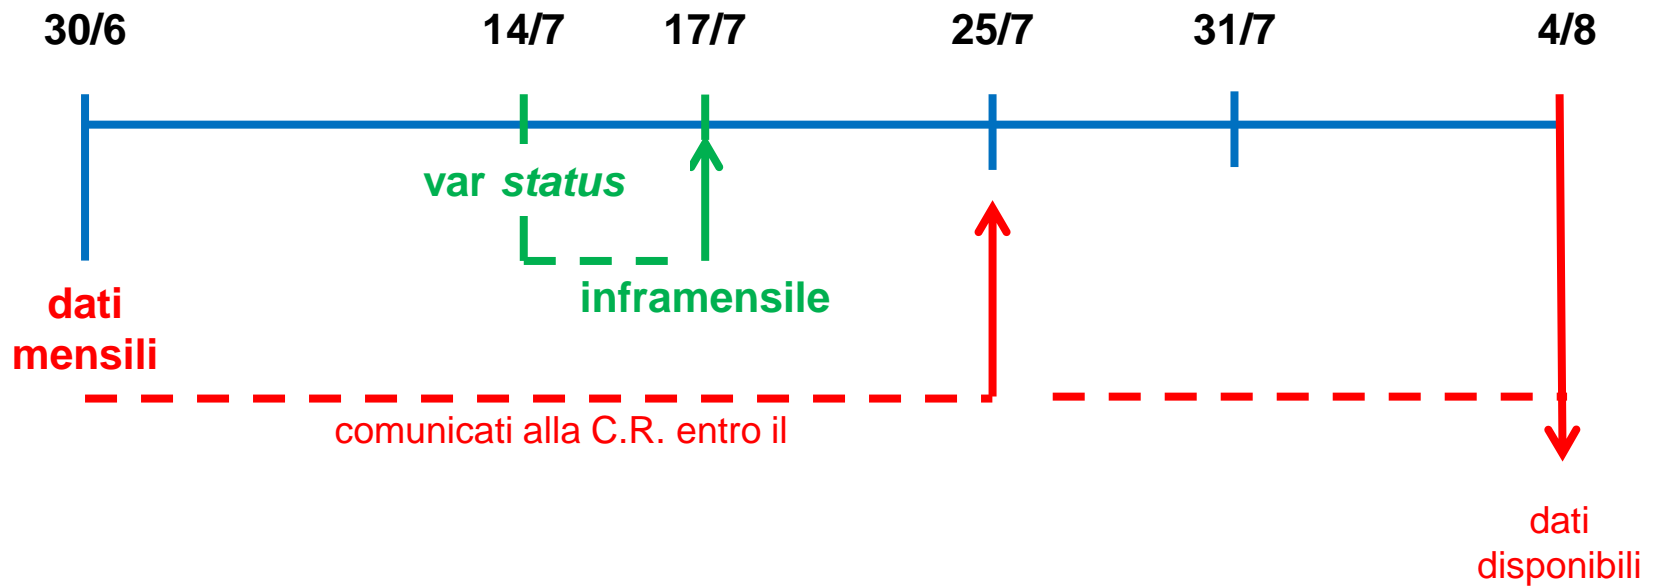 30/6 14/7 17/7 25/7 31/7 4/8
var status
inframensile
dati
mensili
comunicati alla C.R. entro il
dati
disponibili